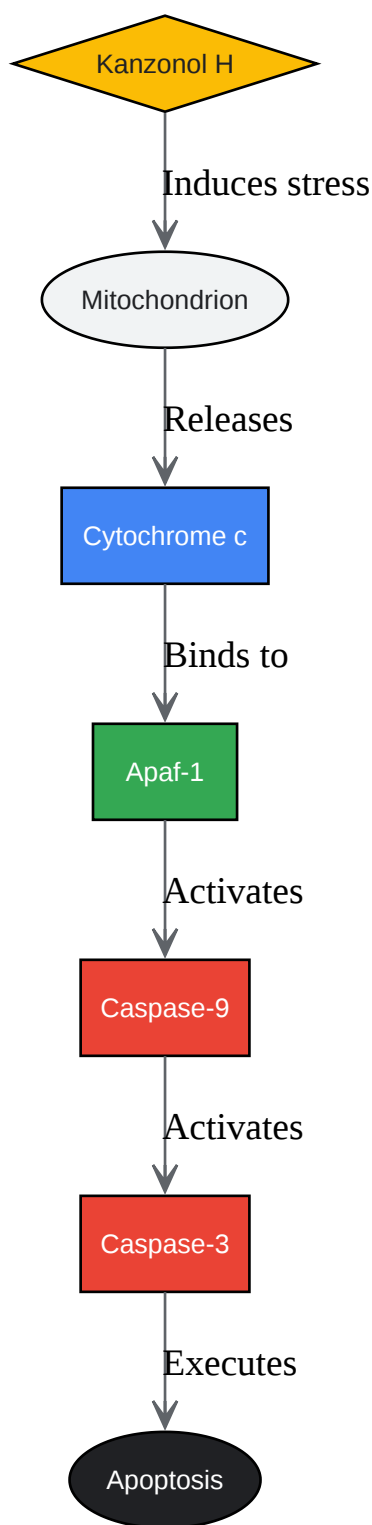 Kanzonol H
Induces stress
Mitochondrion
Releases
Cytochrome c
Binds to
Apaf-1
Activates
Caspase-9
Activates
Caspase-3
Executes
Apoptosis